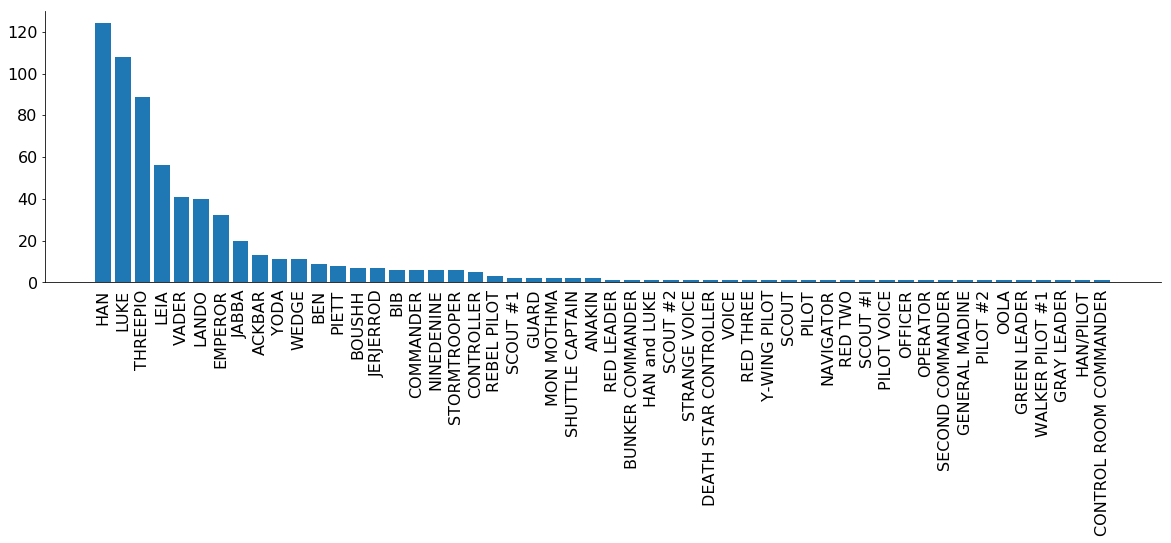 120
100
80
60
40
20
0
HAN
LUKE
THREEPIO
LEIA
VADER
LANDO
EMPEROR
JABBA
ACKBAR
YODA
WEDGE
BEN
PIETT
BOUSHH
JERJERROD
BIB
COMMANDER
NINEDENINE
STORMTROOPER
CONTROLLER
REBEL PILOT
SCOUT #1
GUARD
MON MOTHMA
SHUTTLE CAPTAIN
ANAKIN
RED LEADER
BUNKER COMMANDER
HAN and LUKE
SCOUT #2
STRANGE VOICE
DEATH STAR CONTROLLER
VOICE
RED THREE
Y-WING PILOT
SCOUT
PILOT
NAVIGATOR
RED TWO
SCOUT #I
PILOT VOICE
OFFICER
OPERATOR
SECOND COMMANDER
GENERAL MADINE
PILOT #2
OOLA
GREEN LEADER
WALKER PILOT #1
GRAY LEADER
HAN/PILOT
CONTROL ROOM COMMANDER